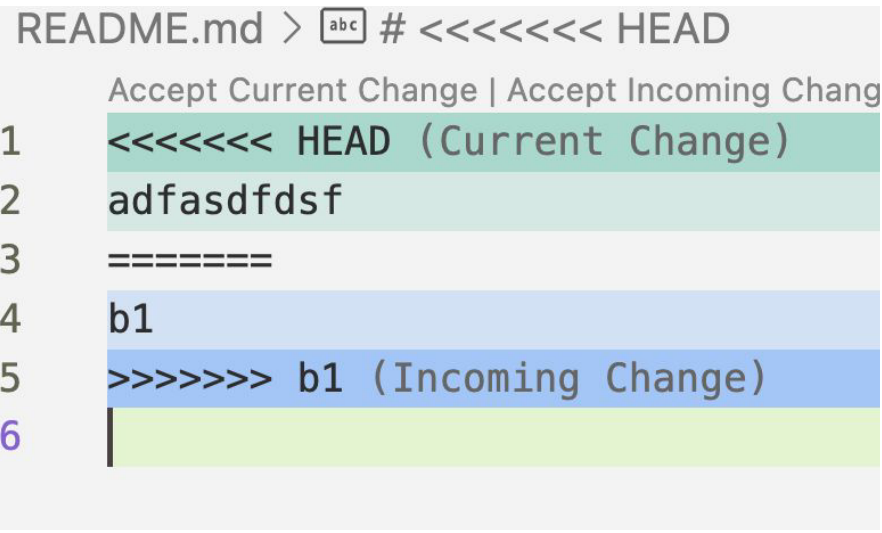 README.md > abc # <<<<<<< HEAD
Accept Current Change | Accept Incoming Chang
1 <<<<<<< HEAD (Current Change)
2 adfasdfdsf
3 =======
4 b1
5 >>>>>>> b1 (Incoming Change)
6